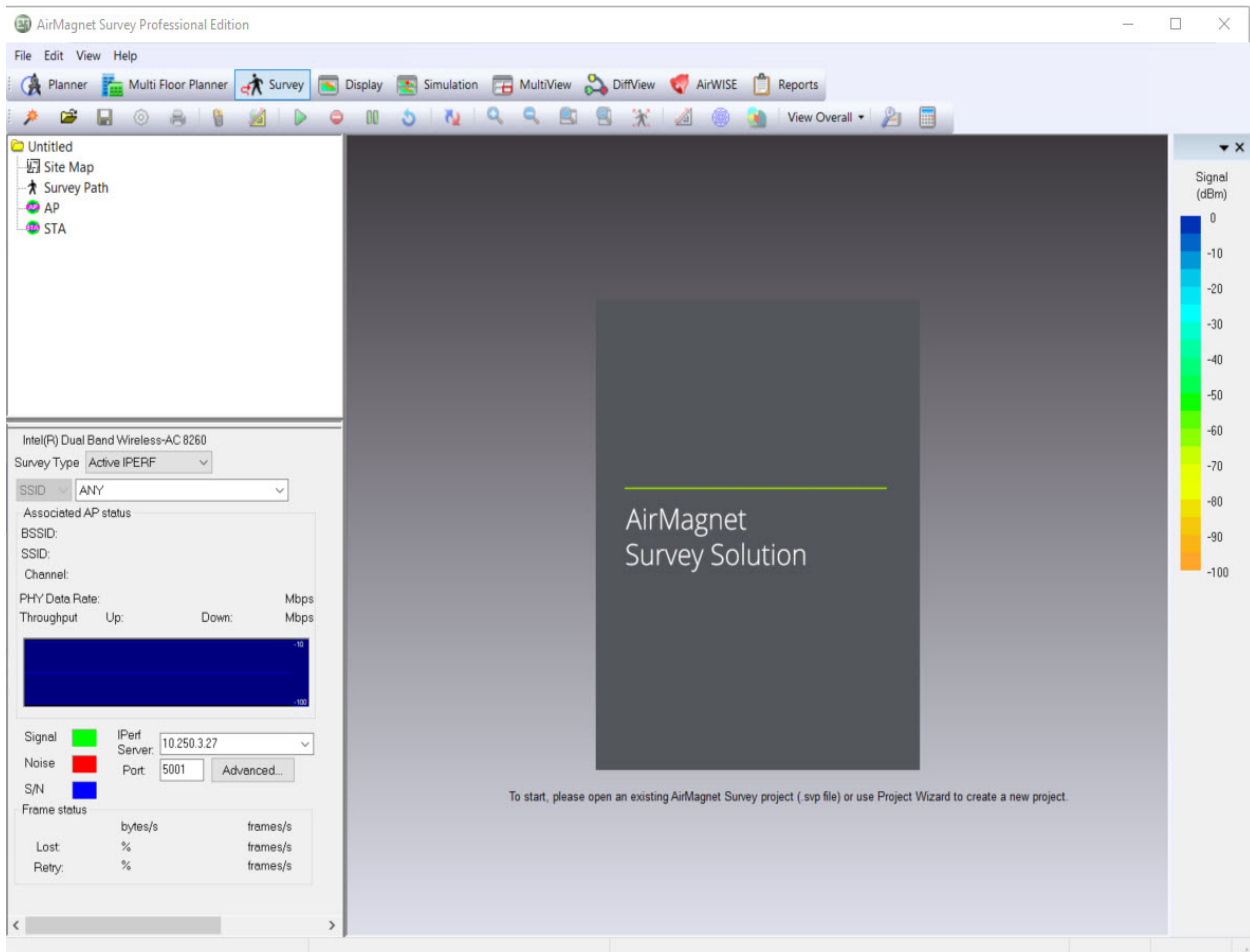 AirMagnet Survey Professional Edition
File Edit View Help
Planner Multi Floor Planner Survey Display Simulation MultiView DiffView AirWISE Reports
View Overall
Untitled
Site Map
Survey Path
AP
STA
Intel(R) Dual Band Wireless-AC 8260
Survey Type Active IPERF
SSID ANY
Associated AP status
BSSID:
SSID:
Channel:
PHY Data Rate: Mbps
Throughput Up: Down: Mbps
-10
-100
Signal
Noise
S/N
IPerf
Server: 10.250.3.27
Port: 5001 Advanced...
Frame status
bytes/s frames/s
Lost: % frames/s
Retry: % frames/s
AirMagnet
Survey Solution
To start, please open an existing AirMagnet Survey project (.svp file) or use Project Wizard to create a new project.
Signal
(dBm)
0
-10
-20
-30
-40
-50
-60
-70
-80
-90
-100